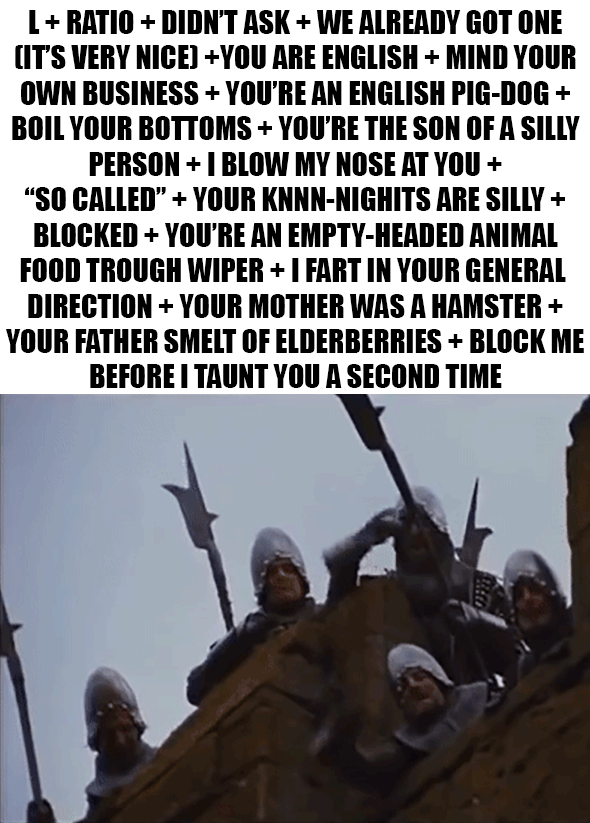 L + RATIO + DIDN'T ASK + WE ALREADY GOT ONE
(IT'S VERY NICE) +YOU ARE ENGLISH + MIND YOUR
OWN BUSINESS + YOU'RE AN ENGLISH PIG-DOG +
BOIL YOUR BOTTOMS + YOU'RE THE SON OF A SILLY
PERSON + I BLOW MY NOSE AT YOU +
“SO CALLED” + YOUR KNNN-NIGHITS ARE SILLY +
BLOCKED + YOU'RE AN EMPTY-HEADED ANIMAL
FOOD TROUGH WIPER + I FART IN YOUR GENERAL
DIRECTION + YOUR MOTHER WAS A HAMSTER +
YOUR FATHER SMELT OF ELDERBERRIES + BLOCK ME
BEFORE I TAUNT YOU A SECOND TIME